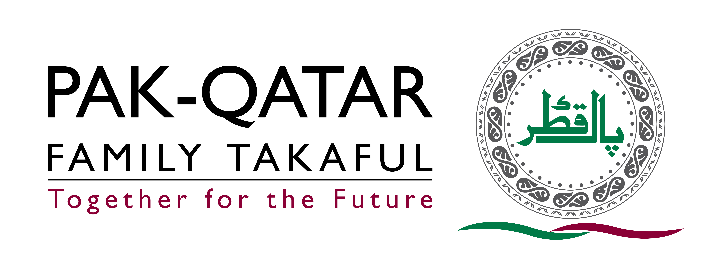 PAK-QATAR
FAMILY TAKAFUL
Together for the Future
پاک قطر